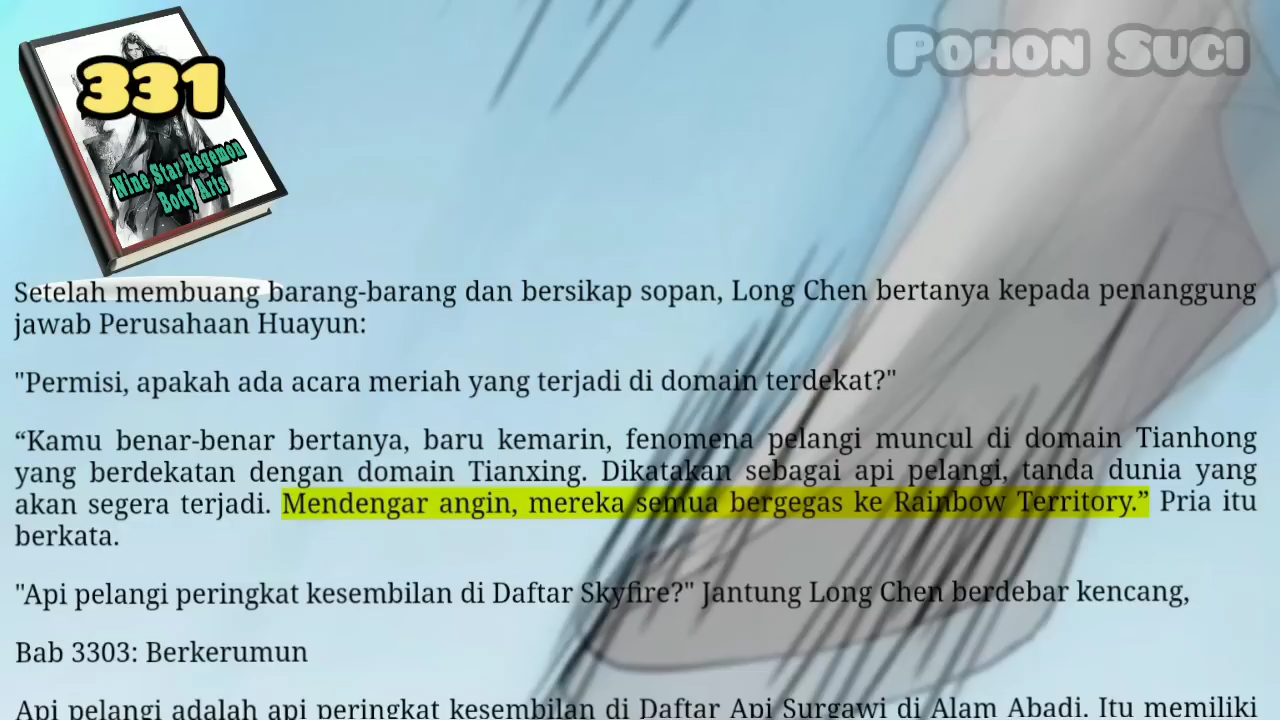 Pohon Suci
331
Nine Star Hegemon
Body Arts
Setelah membuang barang-barang dan bersikap sopan, Long Chen bertanya kepada penanggung
jawab Perusahaan Huayun:
"Permisi, apakah ada acara meriah yang terjadi di domain terdekat?"
“Kamu benar-benar bertanya, baru kemarin, fenomena pelangi muncul di domain Tianhong
yang berdekatan dengan domain Tianxing. Dikatakan sebagai api pelangi, tanda dunia yang
akan segera terjadi. Mendengar angin, mereka semua bergegas ke Rainbow Territory.” Pria itu
berkata.
"Api pelangi peringkat kesembilan di Daftar Skyfire?" Jantung Long Chen berdebar kencang,
Bab 3303: Berkerumun
Api pelangi adalah api peringkat kesembilan di Daftar Api Surgawi di Alam Abadi. Itu memiliki